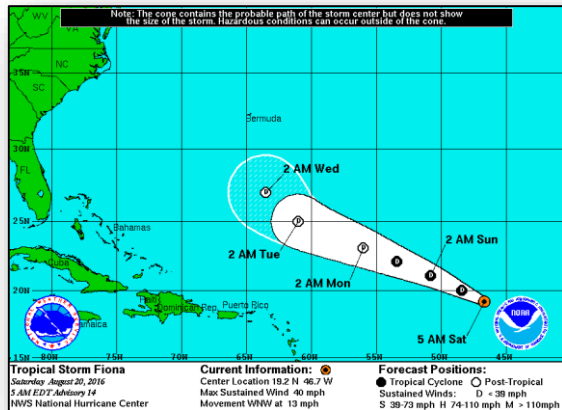 Note: The cone contains the probable path of the storm center but does not show
the size of the storm. Hazardous conditions can occur outside of the cone.
WV
VA
35N
NC
SC
Bermuda
30N
FL
2 AM Wed
25N
Bahamas
2 AM Tue
2 AM Sun
Cuba
2 AM Mon
20N
Haiti
Dominican Rep.
Puerto Rico
5 AM Sat
Jamaica
NOAA
15N
80W
75W
70W
65W
60W
55W
50W
45W
D
D
D
D
D
D
Tropical Storm Fiona
Saturday August 20, 2016
5 AM EDT Advisory 14
NWS National Hurricane Center
Current Information:
Center Location 19.2 N 46.7 W
Max Sustained Wind 40 mph
Movement WNW at 13 mph
Forecast Positions:
Tropical Cyclone Post-Tropical
Sustained Winds: D < 39 mph
S 39-73 mph H 74-110 mph M > 110mph